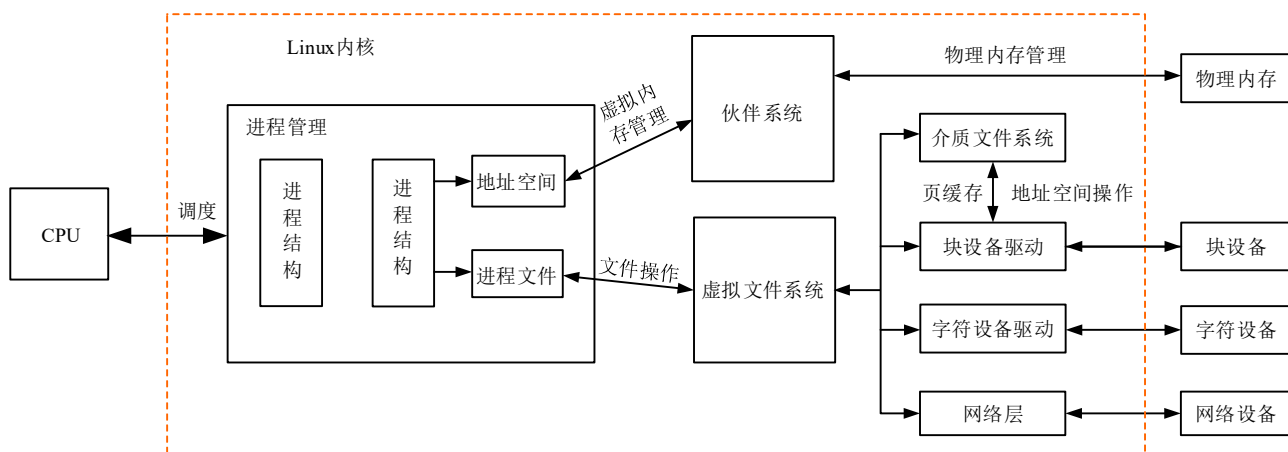 Linux内核
物理内存管理
物理内存
伙伴系统
虚拟内
存管理
进程管理
介质文件系统
进程结构
进程结构
地址空间
页缓存
地址空间操作
调度
CPU
块设备驱动
块设备
进程文件
文件操作
虚拟文件系统
字符设备驱动
字符设备
网络层
网络设备